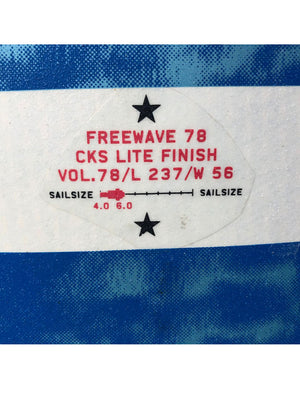 FREEWAVE 78
CKS LITE FINISH
VOL.78/L 237/W 56
SAILSIZE SAILSIZE
4.0 6.0